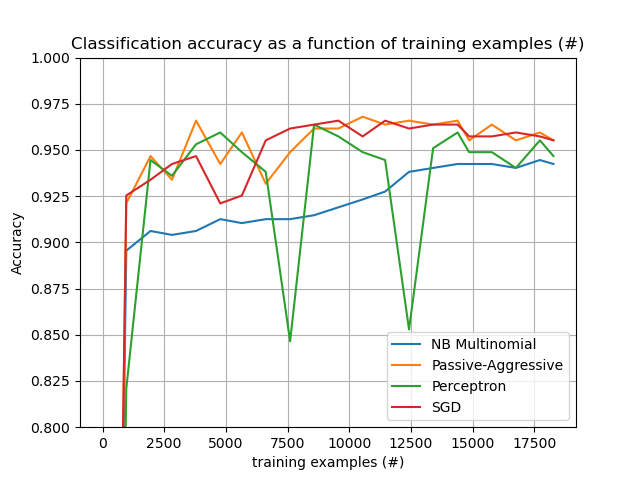 Classification accuracy as a function of training examples (#)
1.000
0.975
0.950
0.925
0.900
0.875
0.850
0.825
0.800
Accuracy
NB Multinomial
Passive-Aggressive
Perceptron
SGD
0 2500 5000 7500 10000 12500 15000 17500
training examples (#)